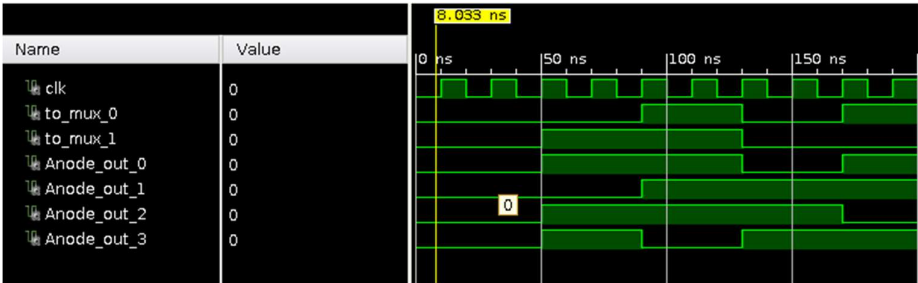 8.033 ns
Name Value
0 ns 50 ns 100 ns 150 ns
clk 0
to_mux_0 0
to_mux_1 0
Anode_out_0 0
Anode_out_1 0
0
Anode_out_2 0
Anode_out_3 0